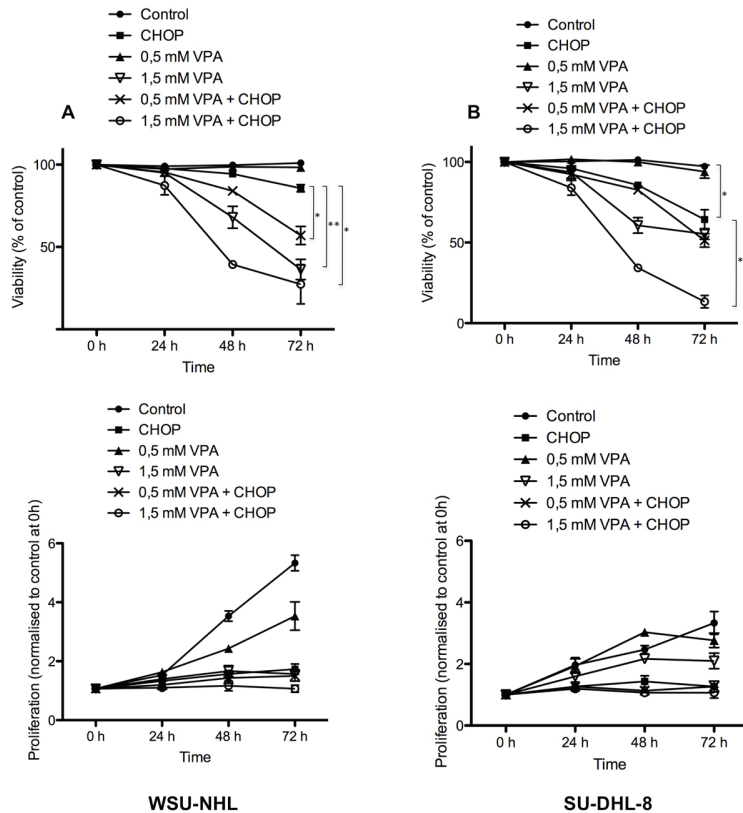 A
Control
CHOP
0,5 mM VPA
1,5 mM VPA
0,5 mM VPA + CHOP
1,5 mM VPA + CHOP
Viability (% of control)
100
50
* ** *
0 h 24 h 48 h 72 h
Time
B
Control
CHOP
0,5 mM VPA
1,5 mM VPA
0,5 mM VPA + CHOP
1,5 mM VPA + CHOP
Viability (% of control)
100
50
0
*
*
0 h 24 h 48 h 72 h
Time
Control
CHOP
0,5 mM VPA
1,5 mM VPA
0,5 mM VPA + CHOP
1,5 mM VPA + CHOP
Proliferation (normalised to control at 0h)
6
4
2
0
0 h 24 h 48 h 72 h
Time
WSU-NHL
Control
CHOP
0,5 mM VPA
1,5 mM VPA
0,5 mM VPA + CHOP
1,5 mM VPA + CHOP
Proliferation (normalised to control at 0h)
6
4
2
0
0 h 24 h 48 h 72 h
Time
SU-DHL-8